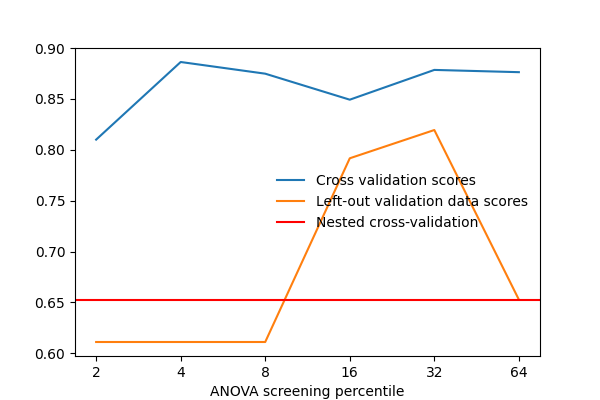 0.90
0.85
0.80
0.75
0.70
0.65
0.60
Cross validation scores
Left-out validation data scores
Nested cross-validation
2 4 8 16 32 64
ANOVA screening percentile